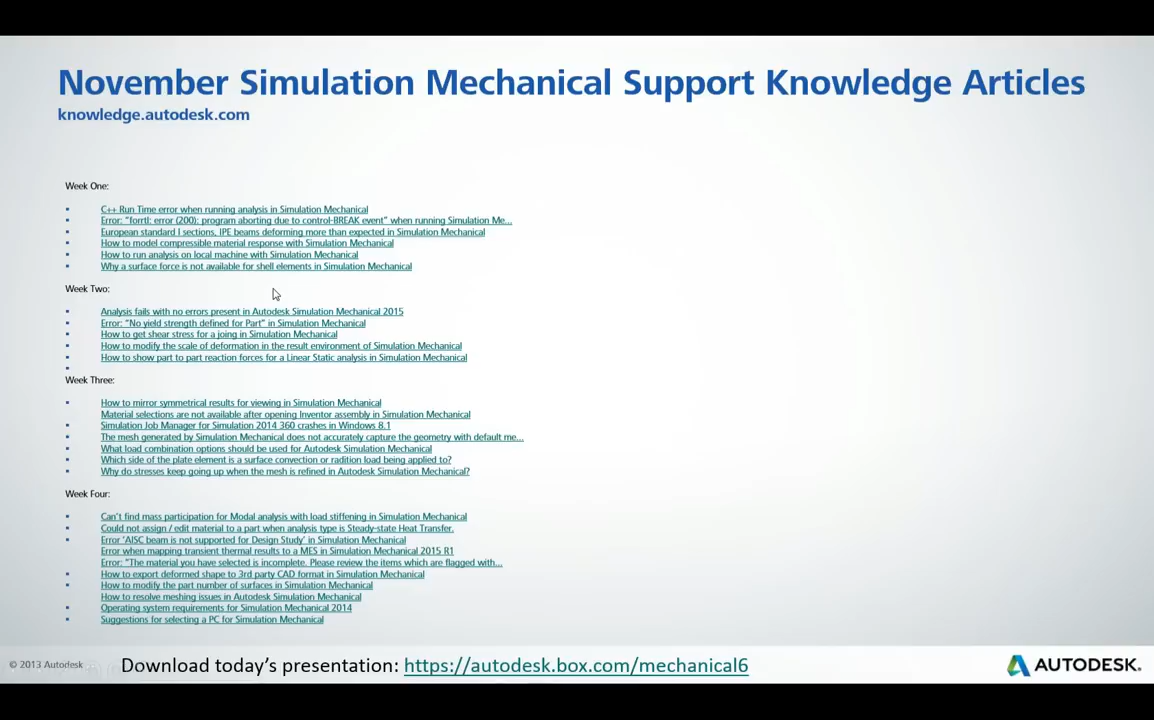 November Simulation Mechanical Support Knowledge Articles
knowledge.autodesk.com
Week One:
C++ Run Time error when running analysis in Simulation Mechanical
Error: "forrtl: error (200): program aborting due to control-BREAK event" when running Simulation Me...
European standard I sections, IPE beams deforming more than expected in Simulation Mechanical
How to model compressible material response with Simulation Mechanical
How to run analysis on local machine with Simulation Mechanical
Why a surface force is not available for shell elements in Simulation Mechanical
Week Two:
Analysis fails with no errors present in Autodesk Simulation Mechanical 2015
Error: "No yield strength defined for Part" in Simulation Mechanical
How to get shear stress for a joing in Simulation Mechanical
How to modify the scale of deformation in the result environment of Simulation Mechanical
How to show part to part reaction forces for a Linear Static analysis in Simulation Mechanical
Week Three:
How to mirror symmetrical results for viewing in Simulation Mechanical
Material selections are not available after opening Inventor assembly in Simulation Mechanical
Simulation Job Manager for Simulation 2014 360 crashes in Windows 8.1
The mesh generated by Simulation Mechanical does not accurately capture the geometry with default me...
What load combination options should be used for Autodesk Simulation Mechanical
Which side of the plate element is a surface convection or radition load being applied to?
Why do stresses keep going up when the mesh is refined in Autodesk Simulation Mechanical?
Week Four:
Can't find mass participation for Modal analysis with load stiffening in Simulation Mechanical
Could not assign / edit material to a part when analysis type is Steady-state Heat Transfer.
Error 'AISC beam is not supported for Design Study' in Simulation Mechanical
Error when mapping transient thermal results to a MES in Simulation Mechanical 2015 R1
Error: "The material you have selected is incomplete. Please review the items which are flagged with...
How to export deformed shape to 3rd party CAD format in Simulation Mechanical
How to modify the part number of surfaces in Simulation Mechanical
How to resolve meshing issues in Autodesk Simulation Mechanical
Operating system requirements for Simulation Mechanical 2014
Suggestions for selecting a PC for Simulation Mechanical
© 2013 Autodesk
Download today's presentation: https://autodesk.box.com/mechanical6
AUTODESK.